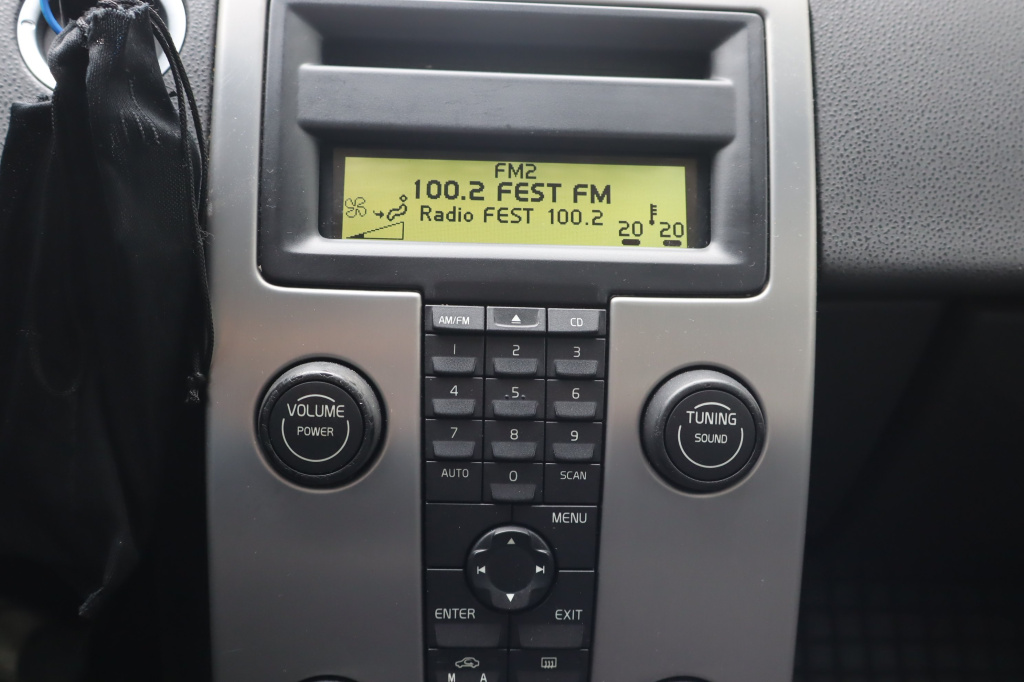 FM2
100.2 FEST FM
Radio FEST 100.2
20 20
AM/FM CD
1 2 3
4 5 6
7 8 9
AUTO 0 SCAN
VOLUME
POWER
TUNING
SOUND
MENU
ENTER EXIT
M A